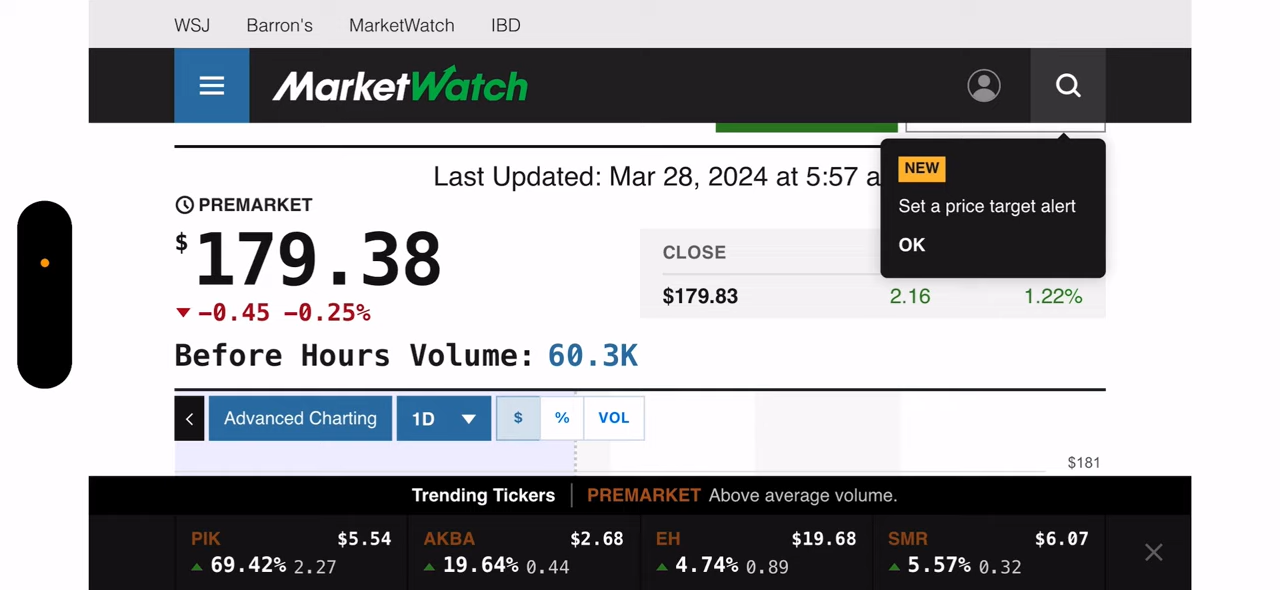 WSJ Barron's MarketWatch IBD
MarketWatch
Last Updated: Mar 28, 2024 at 5:57 a
NEW
Set a price target alert
OK
PREMARKET
$179.38
−0.45 −0.25%
CLOSE
$179.83 2.16 1.22%
Before Hours Volume: 60.3K
Advanced Charting 1D $ % VOL
$181
Trending Tickers | PREMARKET Above average volume.
PIK $5.54 AKBA $2.68 EH $19.68 SMR $6.07
69.42% 2.27 19.64% 0.44 4.74% 0.89 5.57% 0.32